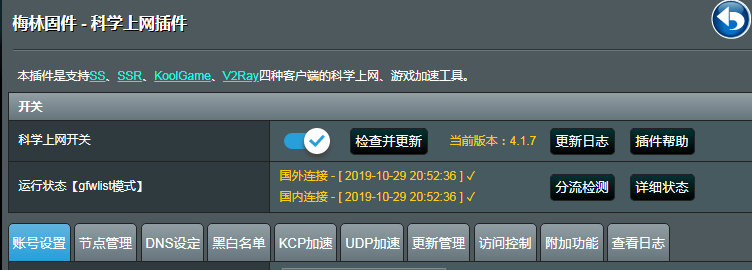 梅林固件 - 科学上网插件
本插件是支持SS、SSR、KoolGame、V2Ray四种客户端的科学上网、游戏加速工具。
开关
科学上网开关 检查并更新 当前版本：4.1.7 更新日志 插件帮助
运行状态【gfwlist模式】 国外连接 - [ 2019-10-29 20:52:36 ] ✓
国内连接 - [ 2019-10-29 20:52:36 ] ✓ 分流检测 详细状态
账号设置 节点管理 DNS设定 黑白名单 KCP加速 UDP加速 更新管理 访问控制 附加功能 查看日志